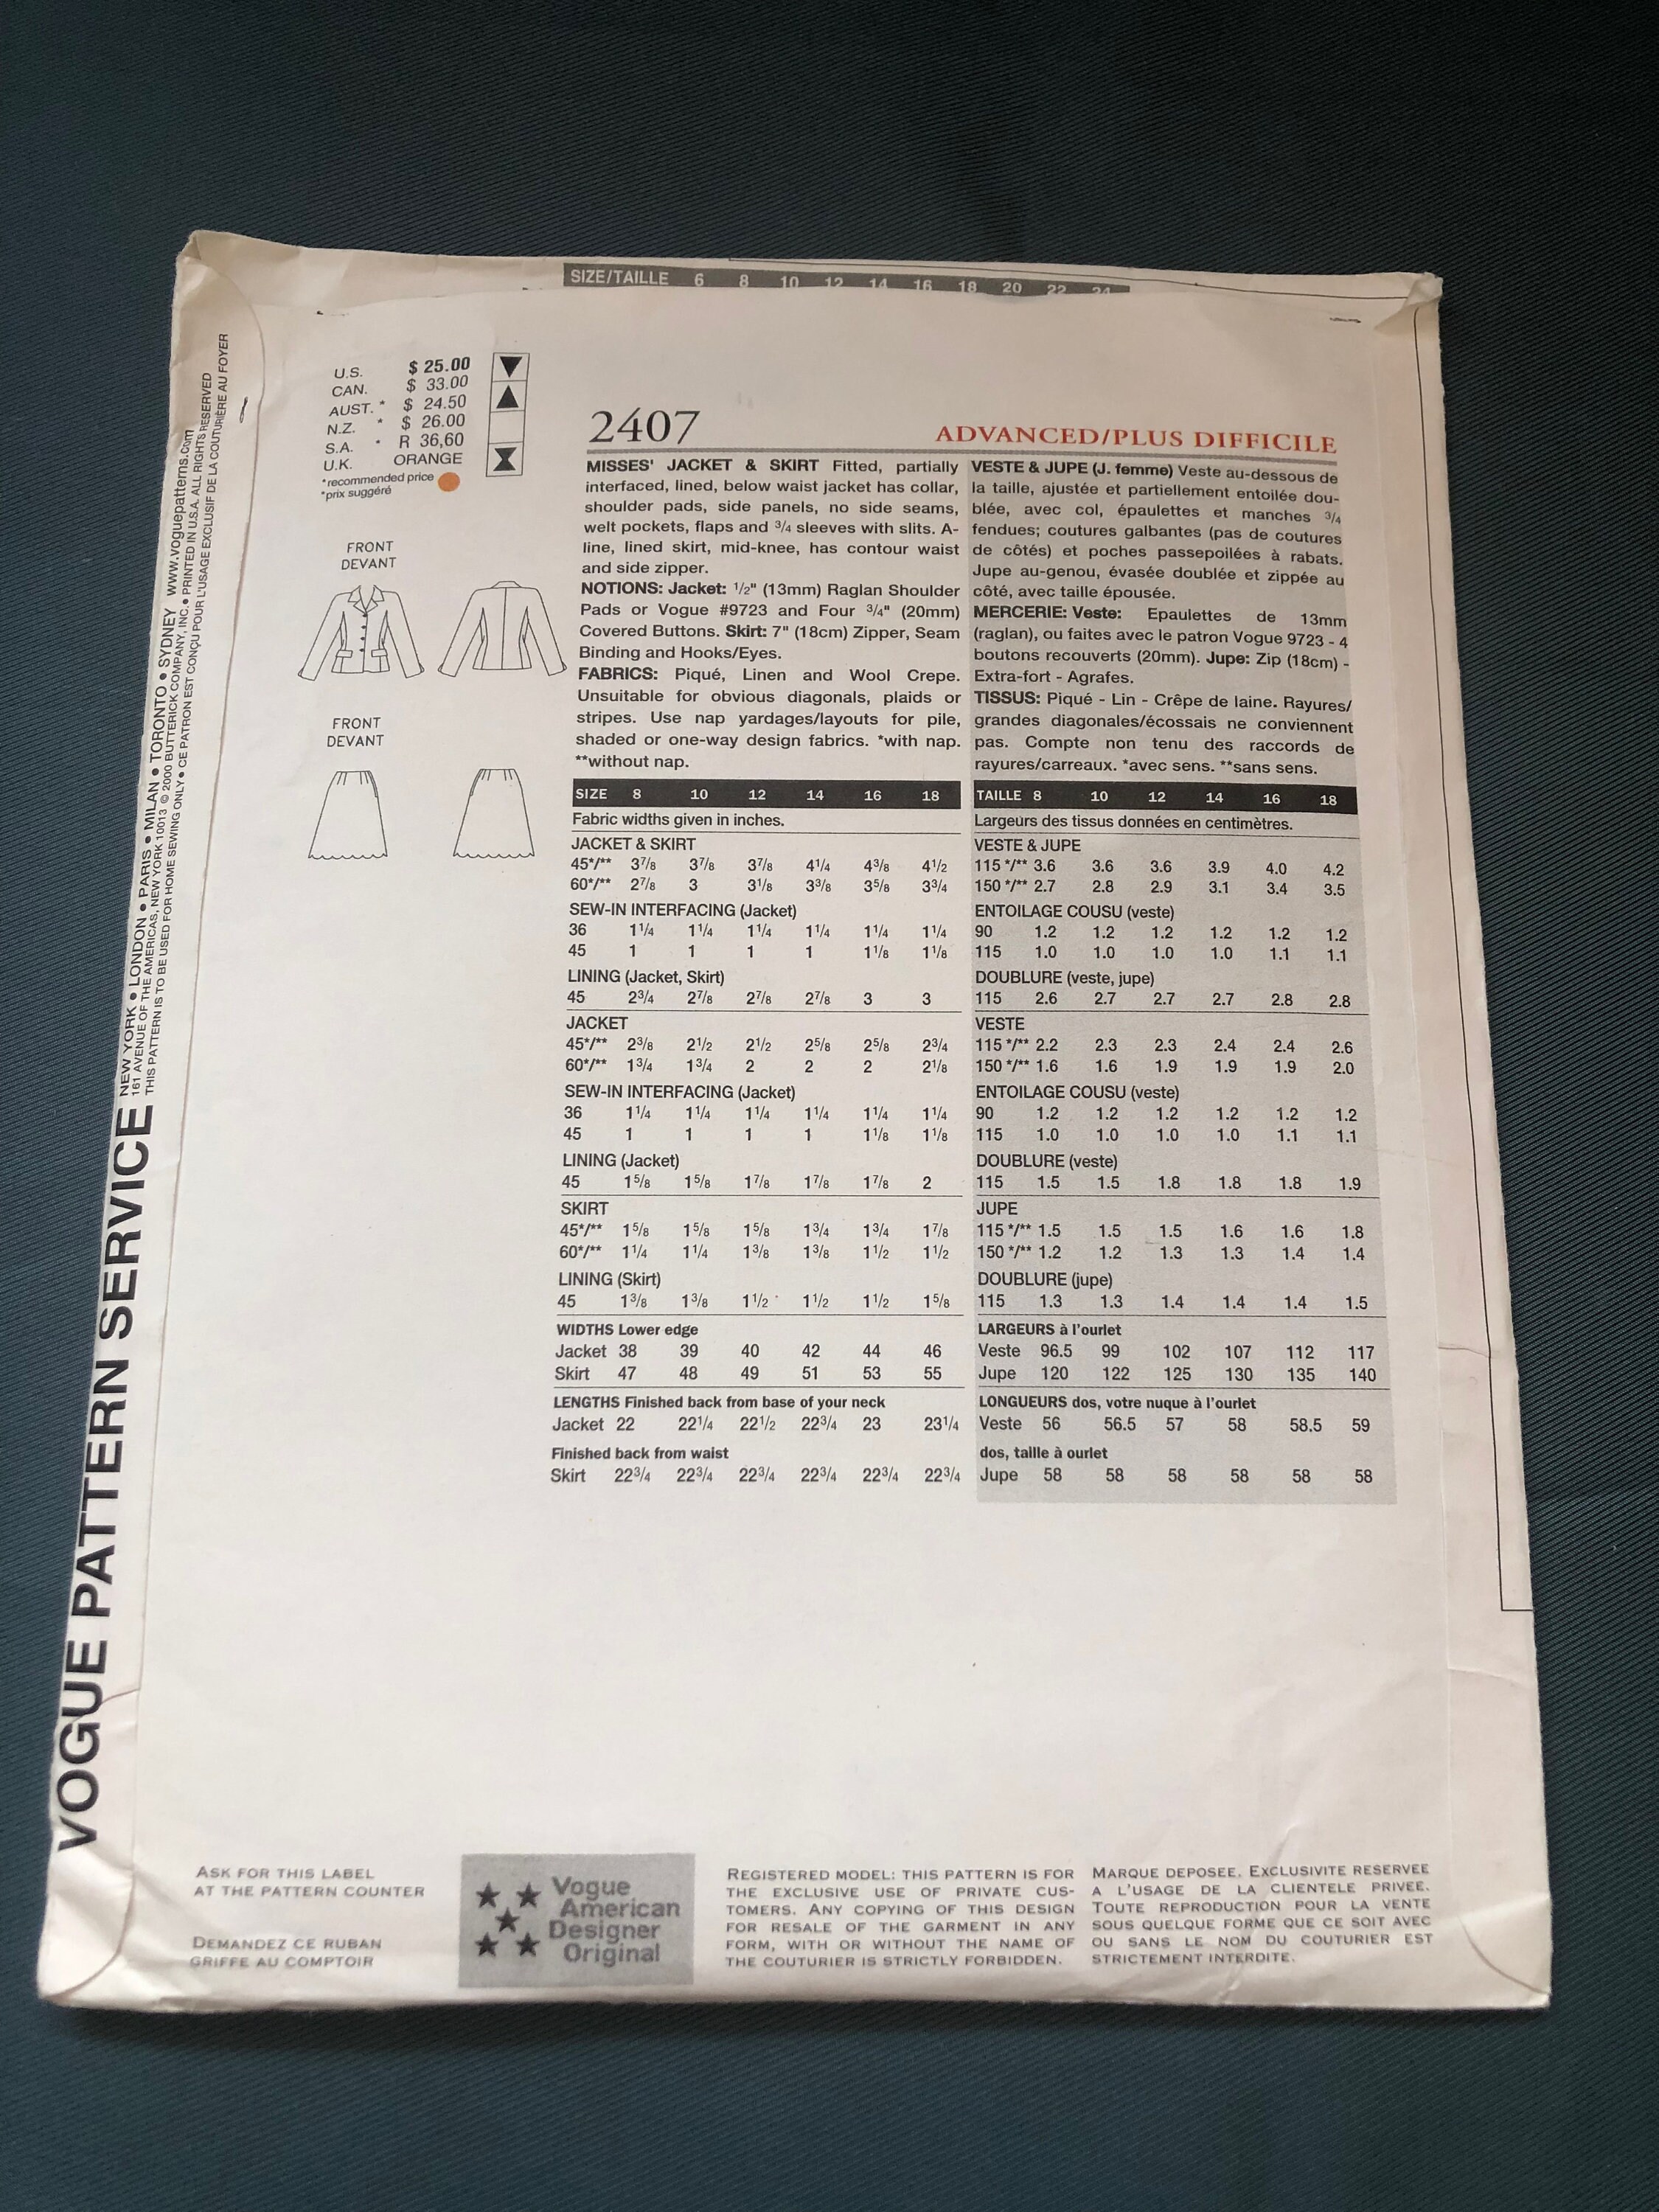 SIZE/TAILLE 6 8 10 12 14 16 18 20 22 24
U.S. $ 25.00
CAN. $ 33.00
AUST. * $ 24.50
N.Z. * $ 26.00
S.A. * R 36,60
U.K. ORANGE
*recommended price
*prix suggéré
FRONT
DEVANT
FRONT
DEVANT
2407
ADVANCED/PLUS DIFFICILE
MISSES' JACKET & SKIRT Fitted, partially
interfaced, lined, below waist jacket has collar,
shoulder pads, side panels, no side seams,
welt pockets, flaps and 3/4 sleeves with slits. A-
line, lined skirt, mid-knee, has contour waist
and side zipper.
NOTIONS: Jacket: 1/2" (13mm) Raglan Shoulder
Pads or Vogue #9723 and Four 3/4" (20mm)
Covered Buttons. Skirt: 7" (18cm) Zipper, Seam
Binding and Hooks/Eyes.
FABRICS: Piqué, Linen and Wool Crepe.
Unsuitable for obvious diagonals, plaids or
stripes. Use nap yardages/layouts for pile,
shaded or one-way design fabrics. *with nap.
**without nap.
VESTE & JUPE (J. femme) Veste au-dessous de
la taille, ajustée et partiellement entoilée dou-
blée, avec col, épaulettes et manches 3/4
fendues; coutures galbantes (pas de coutures
de côtés) et poches passepoilées à rabats.
Jupe au-genou, évasée doublée et zippée au
côté, avec taille épousée.
MERCERIE: Veste: Epaulettes de 13mm
(raglan), ou faites avec le patron Vogue 9723 - 4
boutons recouverts (20mm). Jupe: Zip (18cm) -
Extra-fort - Agrafes.
TISSUS: Piqué - Lin - Crêpe de laine. Rayures/
grandes diagonales/écossais ne conviennent
pas. Compte non tenu des raccords de
rayures/carreaux. *avec sens. **sans sens.
SIZE 8 10 12 14 16 18
Fabric widths given in inches.
JACKET & SKIRT
45*/** 3 7/8 3 7/8 3 7/8 4 1/4 4 3/8 4 1/2
60*/** 2 7/8 3 3 1/8 3 3/8 3 5/8 3 3/4
SEW-IN INTERFACING (Jacket)
36 1 1/4 1 1/4 1 1/4 1 1/4 1 1/4 1 1/4
45 1 1 1 1 1 1/8 1 1/8
LINING (Jacket, Skirt)
45 2 3/4 2 7/8 2 7/8 2 7/8 3 3
JACKET
45*/** 2 3/8 2 1/2 2 1/2 2 5/8 2 5/8 2 3/4
60*/** 1 3/4 1 3/4 2 2 2 2 1/8
SEW-IN INTERFACING (Jacket)
36 1 1/4 1 1/4 1 1/4 1 1/4 1 1/4 1 1/4
45 1 1 1 1 1 1/8 1 1/8
LINING (Jacket)
45 1 5/8 1 5/8 1 7/8 1 7/8 1 7/8 2
SKIRT
45*/** 1 5/8 1 5/8 1 5/8 1 3/4 1 3/4 1 7/8
60*/** 1 1/4 1 1/4 1 3/8 1 3/8 1 1/2 1 1/2
LINING (Skirt)
45 1 3/8 1 3/8 1 1/2 1 1/2 1 1/2 1 5/8
WIDTHS Lower edge
Jacket 38 39 40 42 44 46
Skirt 47 48 49 51 53 55
LENGTHS Finished back from base of your neck
Jacket 22 22 1/4 22 1/2 22 3/4 23 23 1/4
Finished back from waist
Skirt 22 3/4 22 3/4 22 3/4 22 3/4 22 3/4 22 3/4
TAILLE 8 10 12 14 16 18
Largeurs des tissus données en centimètres.
VESTE & JUPE
115 */** 3.6 3.6 3.6 3.9 4.0 4.2
150 */** 2.7 2.8 2.9 3.1 3.4 3.5
ENTOILAGE COUSU (veste)
90 1.2 1.2 1.2 1.2 1.2 1.2
115 1.0 1.0 1.0 1.0 1.1 1.1
DOUBLURE (veste, jupe)
115 2.6 2.7 2.7 2.7 2.8 2.8
VESTE
115 */** 2.2 2.3 2.3 2.4 2.4 2.6
150 */** 1.6 1.6 1.9 1.9 1.9 2.0
ENTOILAGE COUSU (veste)
90 1.2 1.2 1.2 1.2 1.2 1.2
115 1.0 1.0 1.0 1.0 1.1 1.1
DOUBLURE (veste)
115 1.5 1.5 1.8 1.8 1.8 1.9
JUPE
115 */** 1.5 1.5 1.5 1.6 1.6 1.8
150 */** 1.2 1.2 1.3 1.3 1.4 1.4
DOUBLURE (jupe)
115 1.3 1.3 1.4 1.4 1.4 1.5
LARGEURS à l'ourlet
Veste 96.5 99 102 107 112 117
Jupe 120 122 125 130 135 140
LONGUEURS dos, votre nuque à l'ourlet
Veste 56 56.5 57 58 58.5 59
dos, taille à ourlet
Jupe 58 58 58 58 58 58
VOGUE PATTERN SERVICE
NEW YORK • LONDON • PARIS • MILAN • TORONTO • SYDNEY www.voguepatterns.com
161 AVENUE OF THE AMERICAS, NEW YORK 10013 © 2000 BUTTERICK COMPANY, INC. • PRINTED IN U.S.A. ALL RIGHTS RESERVED
THIS PATTERN IS TO BE USED FOR HOME SEWING ONLY • CE PATRON EST CONÇU POUR L'USAGE EXCLUSIF DE LA COUTURIÈRE AU FOYER
ASK FOR THIS LABEL
AT THE PATTERN COUNTER
DEMANDEZ CE RUBAN
GRIFFE AU COMPTOIR
Vogue
American
Designer
Original
REGISTERED MODEL: THIS PATTERN IS FOR
THE EXCLUSIVE USE OF PRIVATE CUS-
TOMERS. ANY COPYING OF THIS DESIGN
FOR RESALE OF THE GARMENT IN ANY
FORM, WITH OR WITHOUT THE NAME OF
THE COUTURIER IS STRICTLY FORBIDDEN.
MARQUE DEPOSEE. EXCLUSIVITE RESERVEE
A L'USAGE DE LA CLIENTELE PRIVEE.
TOUTE REPRODUCTION POUR LA VENTE
SOUS QUELQUE FORME QUE CE SOIT AVEC
OU SANS LE NOM DU COUTURIER EST
STRICTEMENT INTERDITE.